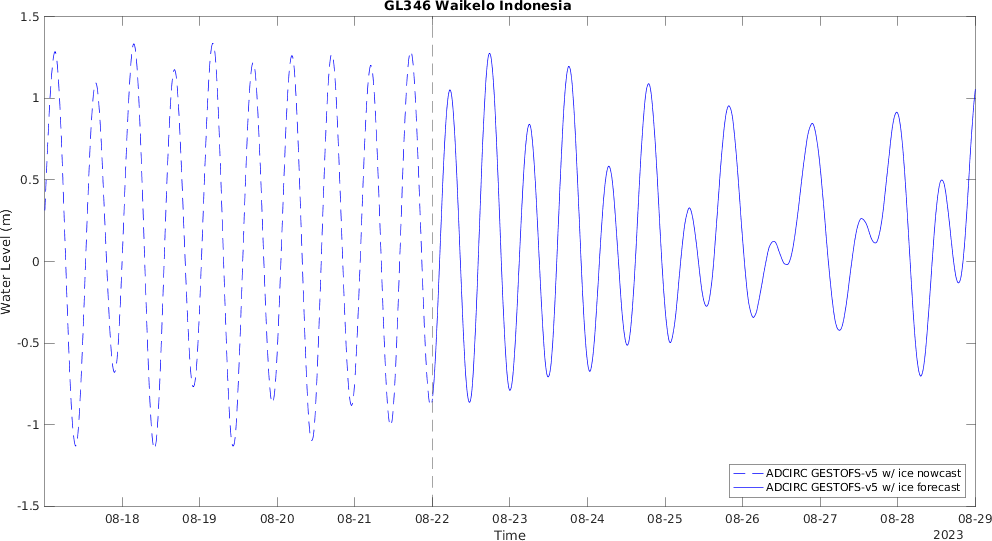 GL346 Waikelo Indonesia
1.5
1
0.5
0
-0.5
-1
-1.5
Water Level (m)
ADCIRC GESTOFS-v5 w/ ice nowcast
ADCIRC GESTOFS-v5 w/ ice forecast
08-18 08-19 08-20 08-21 08-22 08-23 08-24 08-25 08-26 08-27 08-28 08-29
Time
2023